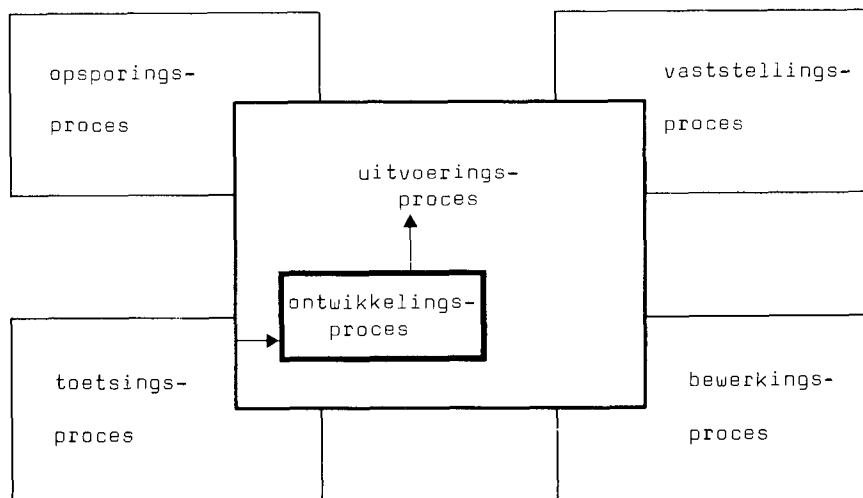 opsporings-
proces
vaststellings-
proces
uitvoerings-
proces
ontwikkelings-
proces
toetsings-
proces
bewerkings-
proces